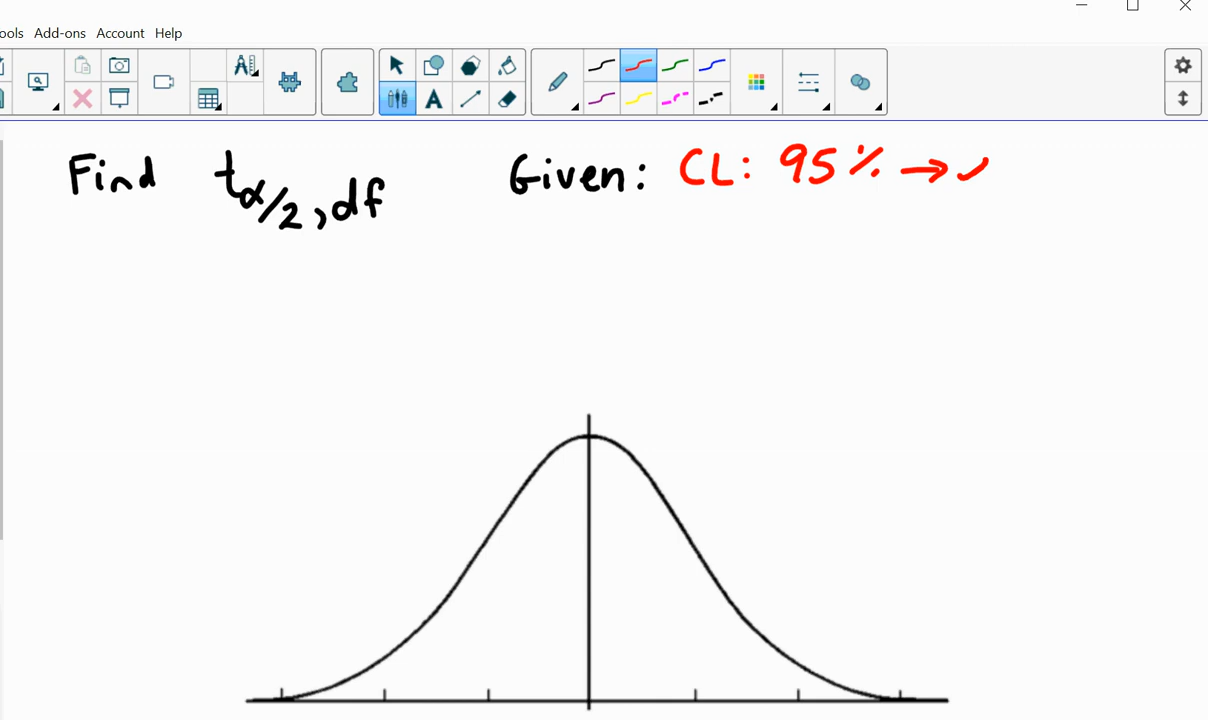 ools Add-ons Account Help
Find t α/2, df Given: CL: 95% →